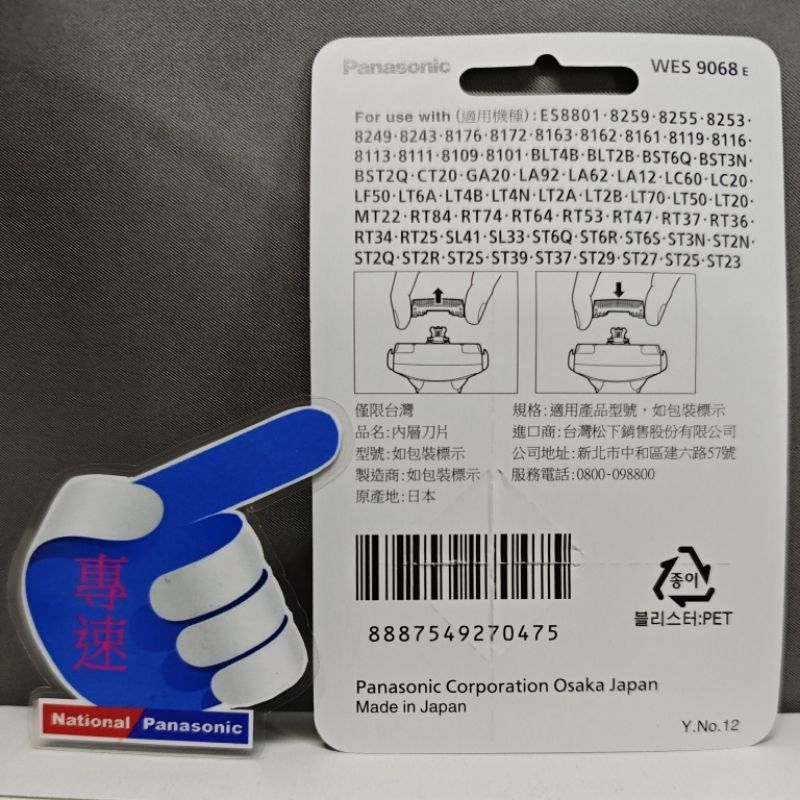 Panasonic
WES 9068 E
For use with (適用機種):ES8801·8259·8255·8253·
8249·8243·8176·8172·8163·8162·8161·8119·8116·
8113·8111·8109·8101·BLT4B·BLT2B·BST6Q·BST3N·
BST2Q·CT20·GA20·LA92·LA62·LA12·LC60·LC20·
LF50·LT6A·LT4B·LT4N·LT2A·LT2B·LT70·LT50·LT20·
MT22·RT84·RT74·RT64·RT53·RT47·RT37·RT36·
RT34·RT25·SL41·SL33·ST6Q·ST6R·ST6S·ST3N·ST2N·
ST2Q·ST2R·ST2S·ST39·ST37·ST29·ST27·ST25·ST23
僅限台灣
品名:內層刀片
型號:如包裝標示
製造商:如包裝標示
原產地:日本
規格:適用產品型號，如包裝標示
進口商:台灣松下銷售股份有限公司
公司地址:新北市中和區建六路57號
服務電話:0800-098800
8887549270475
종이
블리스터:PET
Panasonic Corporation Osaka Japan
Made in Japan
Y.No.12
專速
National Panasonic